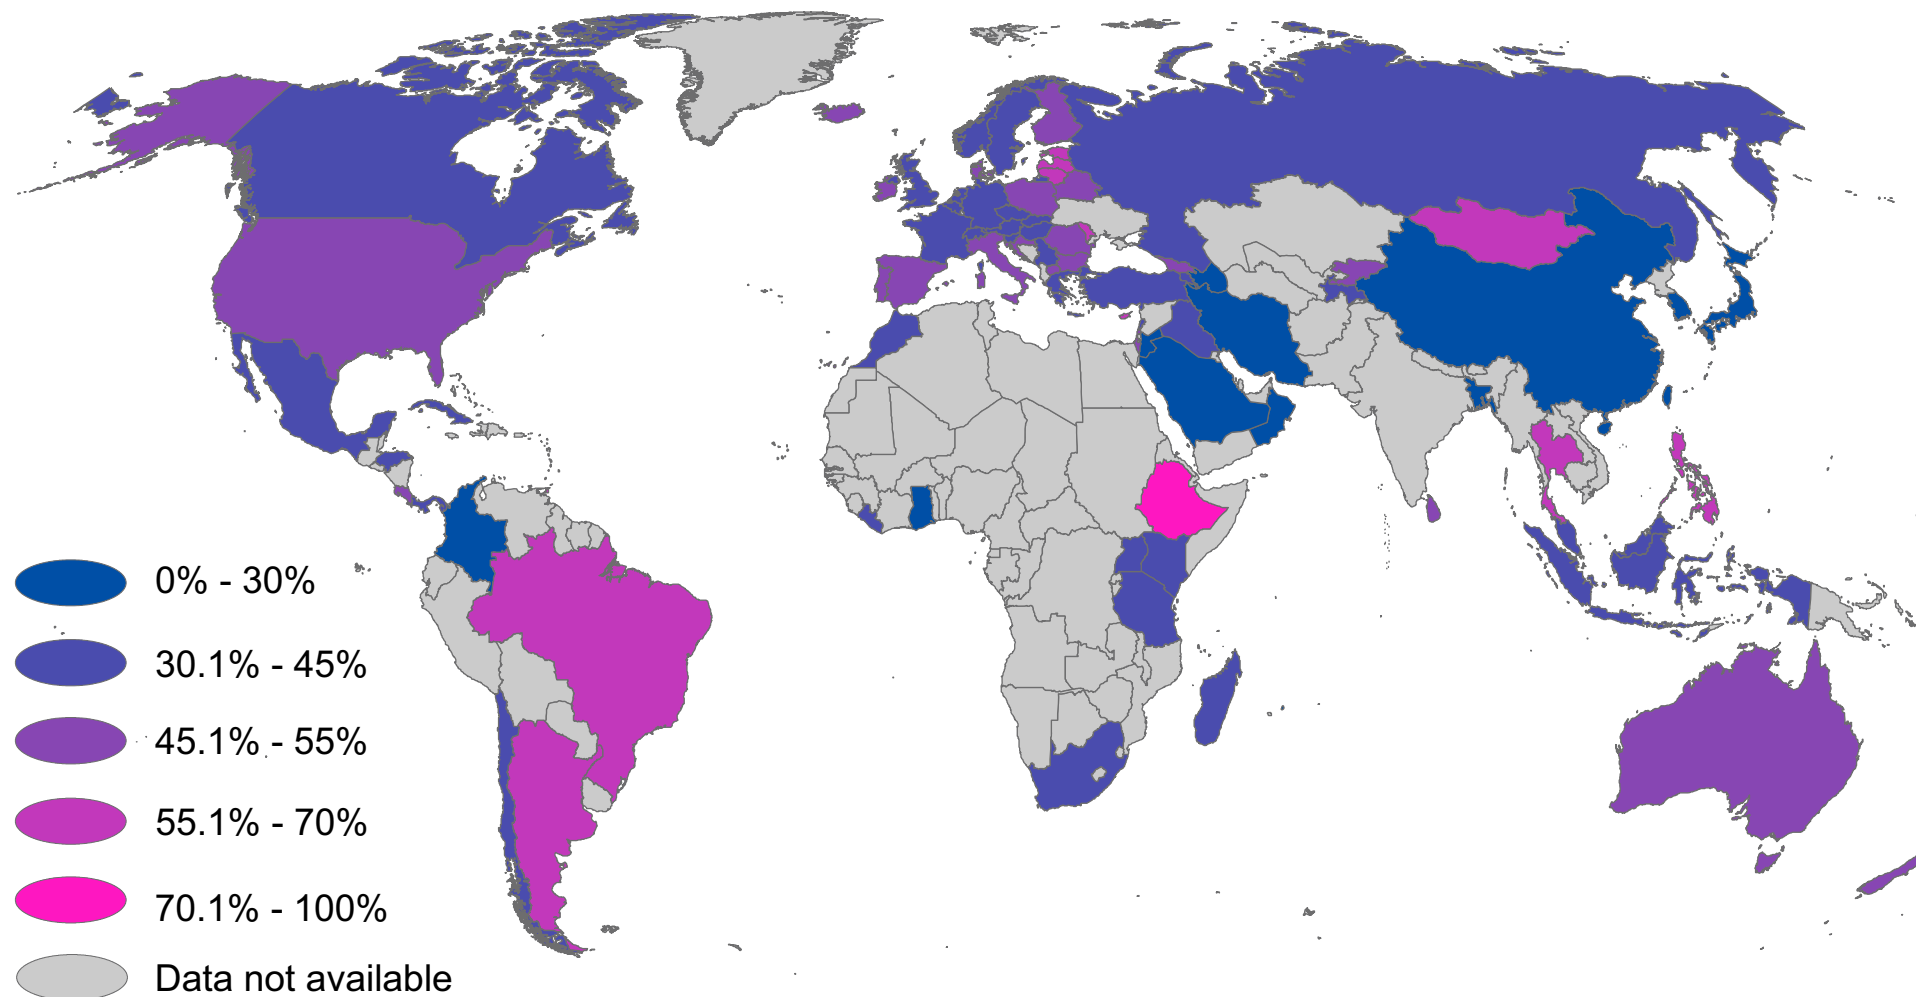 0% - 30%
30.1% - 45%
45.1% - 55%
55.1% - 70%
70.1% - 100%
Data not available